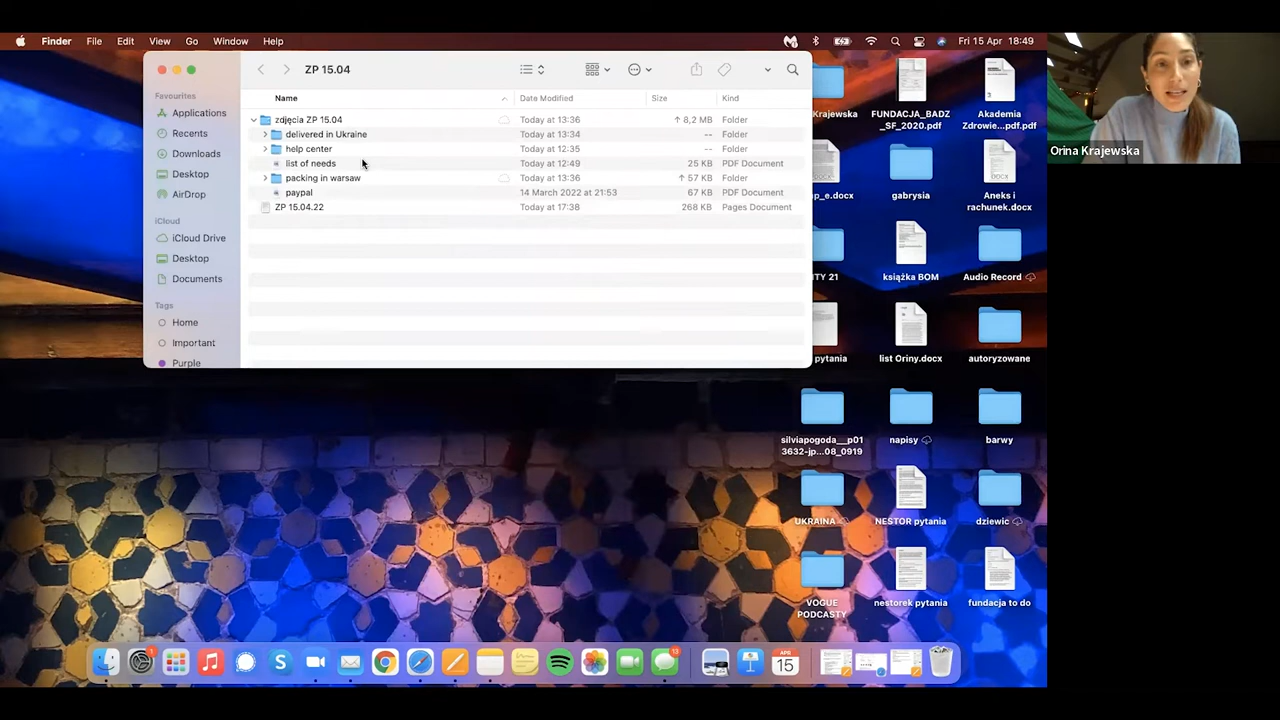 Finder File Edit View Go Window Help Fri 15 Apr 18:49
ZP 15.04
Favourites
Applications
Recents
Downloads
Desktop
AirDrop
iCloud
iCloud Drive
Desktop
Documents
Tags
Home
Important
Purple
Name Date Modified Size Kind
zdjęcia ZP 15.04 Today at 13:36 ↑ 8,2 MB Folder
delivered in Ukraine Today at 13:34 -- Folder
help center Today at 12:35 -- Folder
list of needs Today at 12:49 25 KB PDF Document
packing in warsaw Today at 13:36 ↑ 57 KB Folder
paypal 14 March 2022 at 21:53 67 KB PDF Document
ZP 15.04.22 Today at 17:38 268 KB Pages Document
Krajewska
FUNDACJA_BADZ
_SF_2020.pdf
Akademia
Zdrowie...pdf.pdf
p_e.docx
gabrysia
Aneks i
rachunek.docx
ITY 21
książka BOM
Audio Record
pytania
list Oriny.docx
autoryzowane
silviapogoda__p01
3632-jp...08_0919
napisy
barwy
UKRAINA
NESTOR pytania
dziewic
VOGUE
PODCASTY
nestorek pytania
fundacja to do
Orina Krajewska
1
13
APR
15